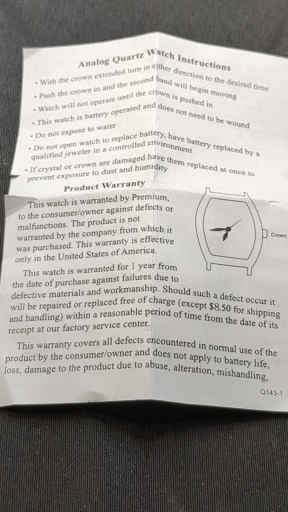 Analog Quartz Watch Instructions
• With the crown extended turn in either direction to the desired time
• Push the crown in and the second hand will begin moving
• Watch will not operate until the crown is pushed in
• This watch is battery operated and does not need to be wound
• Do not expose to water
• Do not open watch to replace battery, have battery replaced by a
qualified jeweler in a controlled environment
• If crystal or crown are damaged have them replaced at once to
prevent exposure to dust and humidity
Product Warranty
This watch is warranted by Premium,
to the consumer/owner against defects or
malfunctions. The product is not
warranted by the company from which it
was purchased. This warranty is effective
only in the United States of America.
Crown
This watch is warranted for 1 year from
the date of purchase against failures due to
defective materials and workmanship. Should such a defect occur it
will be repaired or replaced free of charge (except $8.50 for shipping
and handling) within a reasonable period of time from the date of its
receipt at our factory service center.
This warranty covers all defects encountered in normal use of the
product by the consumer/owner and does not apply to battery life,
loss, damage to the product due to abuse, alteration, mishandling,
Q143-1